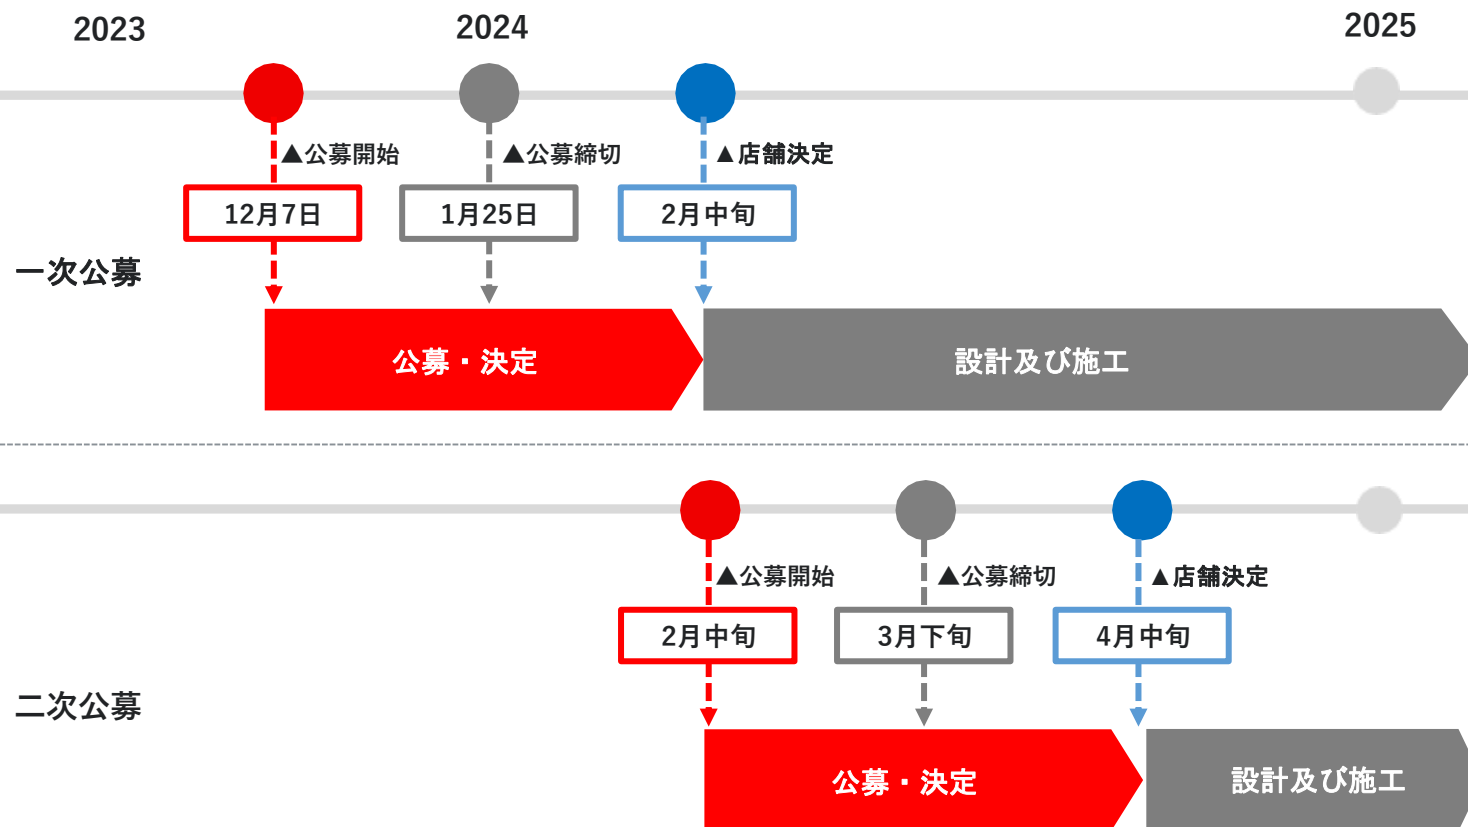 2023
2024
2025
▲公募開始
▲公募締切
▲店舗決定
12月7日
1月25日
2月中旬
一次公募
公募・決定
設計及び施工
▲公募開始
▲公募締切
▲店舗決定
2月中旬
3月下旬
4月中旬
二次公募
公募・決定
設計及び施工